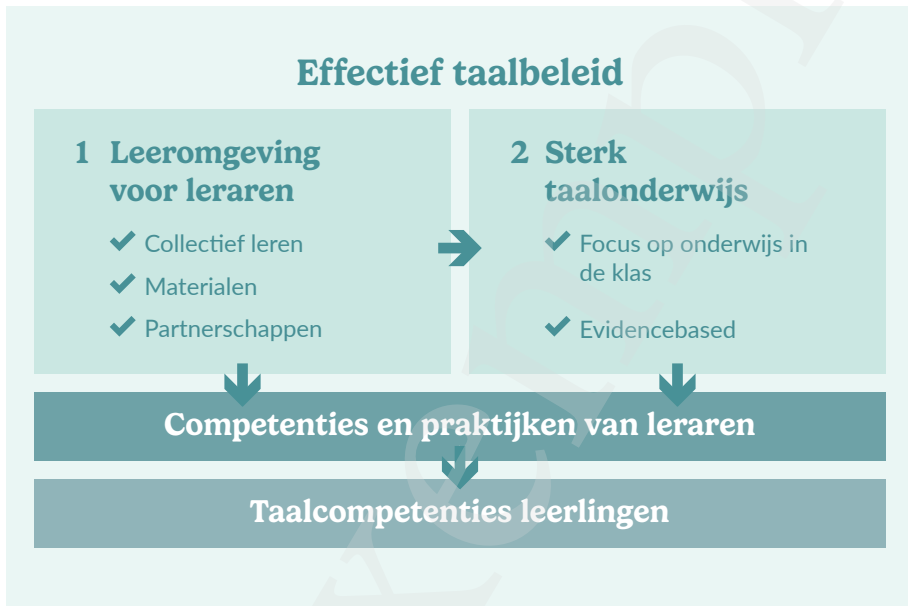 Effectief taalbeleid
1 Leeromgeving
voor leraren
Collectief leren
Materialen
Partnerschappen
2 Sterk
taalonderwijs
Focus op onderwijs in
de klas
Evidencebased
Competenties en praktijken van leraren
Taalcompetenties leerlingen